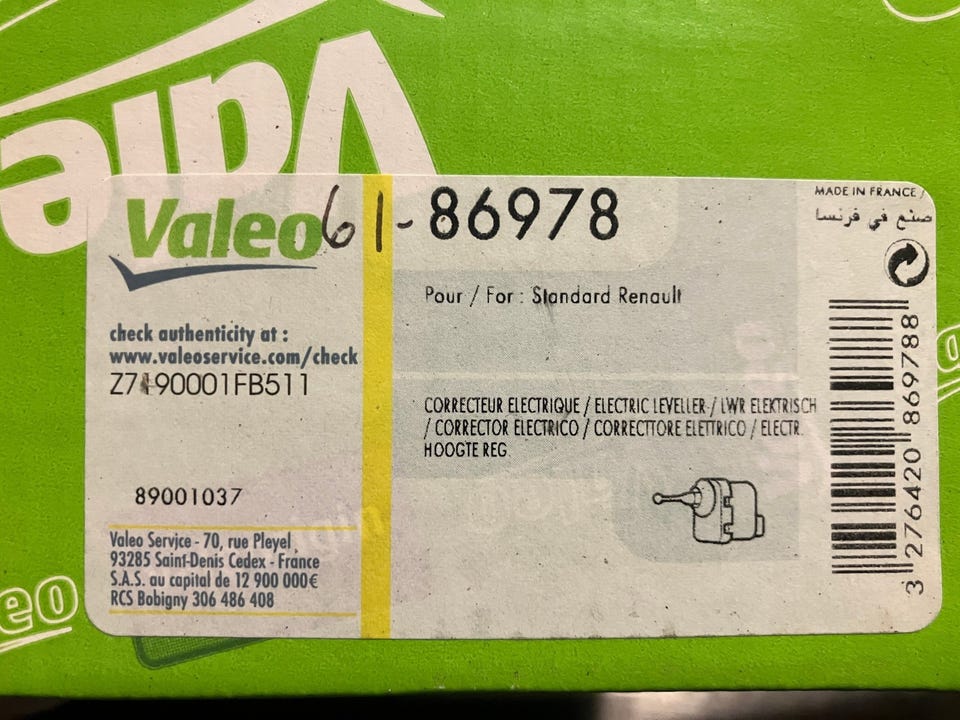 Valeo
Valeo
61-86978
MADE IN FRANCE /
صنع في فرنسا
Pour / For : Standard Renault
check authenticity at :
www.valeoservice.com/check
CORRECTEUR ELECTRIQUE / ELECTRIC LEVELLER / LWR ELEKTRISCH
/ CORRECTOR ELECTRICO / CORRECTTORE ELETTRICO / ELECTR.
HOOGTE REG.
89001037
Valeo Service - 70, rue Pleyel
93285 Saint-Denis Cedex - France
S.A.S. au capital de 12 900 000€
RCS Bobigny 306 486 408
3 276420 869788
eo